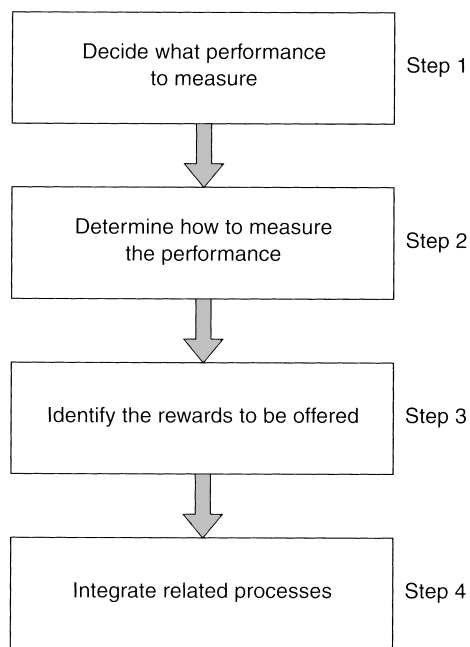 Decide what performance
to measure
Step 1
Determine how to measure
the performance
Step 2
Identify the rewards to be offered
Step 3
Integrate related processes
Step 4